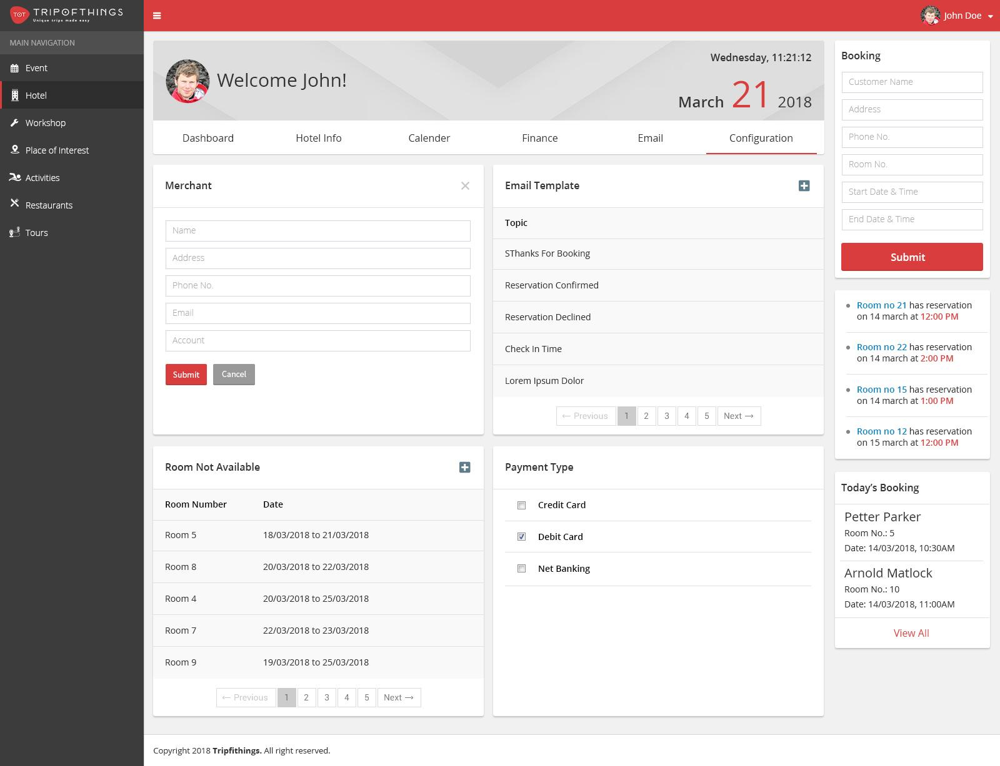 TOT TRIPOFTHINGS
Unique trips made easy
John Doe
MAIN NAVIGATION
Event
Hotel
Workshop
Place of Interest
Activities
Restaurants
Tours
Welcome John!
Wednesday, 11:21:12
March 21 2018
Dashboard Hotel Info Calender Finance Email Configuration
Merchant
Name
Address
Phone No.
Email
Account
Submit Cancel
Email Template
Topic
SThanks For Booking
Reservation Confirmed
Reservation Declined
Check In Time
Lorem Ipsum Dolor
← Previous 1 2 3 4 5 Next →
Room Not Available
Room Number Date
Room 5 18/03/2018 to 21/03/2018
Room 8 20/03/2018 to 22/03/2018
Room 4 20/03/2018 to 25/03/2018
Room 7 22/03/2018 to 23/03/2018
Room 9 19/03/2018 to 25/03/2018
← Previous 1 2 3 4 5 Next →
Payment Type
Credit Card
Debit Card
Net Banking
Booking
Customer Name
Address
Phone No.
Room No.
Start Date & Time
End Date & Time
Submit
Room no 21 has reservation
on 14 march at 12:00 PM
Room no 22 has reservation
on 14 march at 2:00 PM
Room no 15 has reservation
on 14 march at 1:00 PM
Room no 12 has reservation
on 15 march at 12:00 PM
Today’s Booking
Petter Parker
Room No.: 5
Date: 14/03/2018, 10:30AM
Arnold Matlock
Room No.: 10
Date: 14/03/2018, 11:00AM
View All
Copyright 2018 Tripfithings. All right reserved.